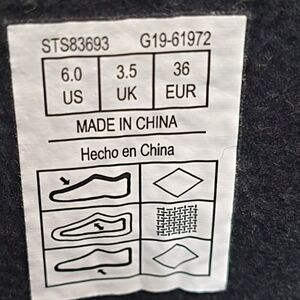 STS83693 G19-61972
6.0 3.5 36
US UK EUR
MADE IN CHINA
Hecho en China